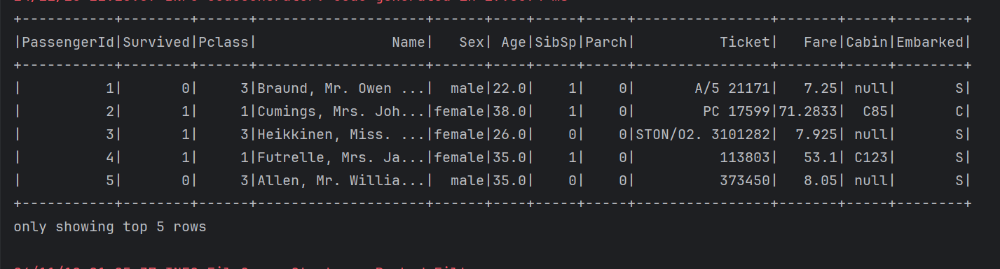 +-----------+--------+------+--------------------+------+----+-----+-----+----------------+-------+-----+--------+
|PassengerId|Survived|Pclass|                Name|   Sex| Age|SibSp|Parch|          Ticket|   Fare|Cabin|Embarked|
+-----------+--------+------+--------------------+------+----+-----+-----+----------------+-------+-----+--------+
|          1|       0|     3|Braund, Mr. Owen ...|  male|22.0|    1|    0|       A/5 21171|   7.25| null|       S|
|          2|       1|     1|Cumings, Mrs. Joh...|female|38.0|    1|    0|        PC 17599|71.2833|  C85|       C|
|          3|       1|     3|Heikkinen, Miss. ...|female|26.0|    0|    0|STON/O2. 3101282|  7.925| null|       S|
|          4|       1|     1|Futrelle, Mrs. Ja...|female|35.0|    1|    0|          113803|   53.1| C123|       S|
|          5|       0|     3|Allen, Mr. Willia...|  male|35.0|    0|    0|          373450|   8.05| null|       S|
+-----------+--------+------+--------------------+------+----+-----+-----+----------------+-------+-----+--------+
only showing top 5 rows